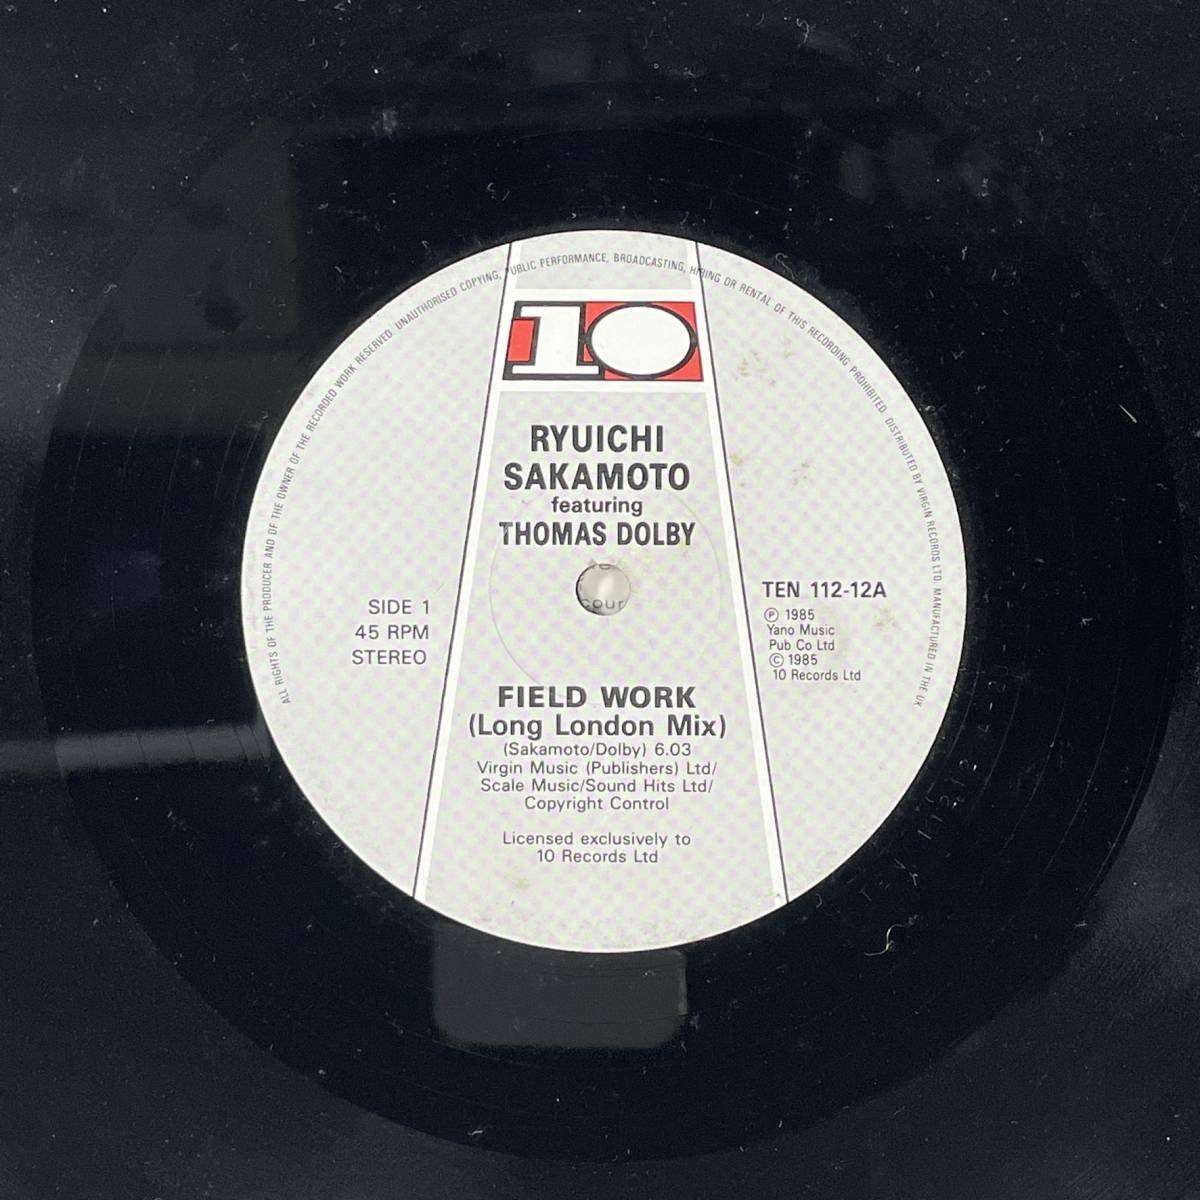 ALL RIGHTS OF THE PRODUCER AND OF THE OWNER OF THE RECORDED WORK RESERVED. UNAUTHORISED COPYING, PUBLIC PERFORMANCE, BROADCASTING, HIRING OR RENTAL OF THIS RECORDING PROHIBITED. DISTRIBUTED BY VIRGIN RECORDS LTD. MANUFACTURED IN THE UK
10
RYUICHI
SAKAMOTO
featuring
THOMAS DOLBY
cour
SIDE 1
45 RPM
STEREO
TEN 112-12A
Ⓟ 1985
Yano Music
Pub Co Ltd
© 1985
10 Records Ltd
FIELD WORK
(Long London Mix)
(Sakamoto/Dolby) 6.03
Virgin Music (Publishers) Ltd/
Scale Music/Sound Hits Ltd/
Copyright Control
Licensed exclusively to
10 Records Ltd